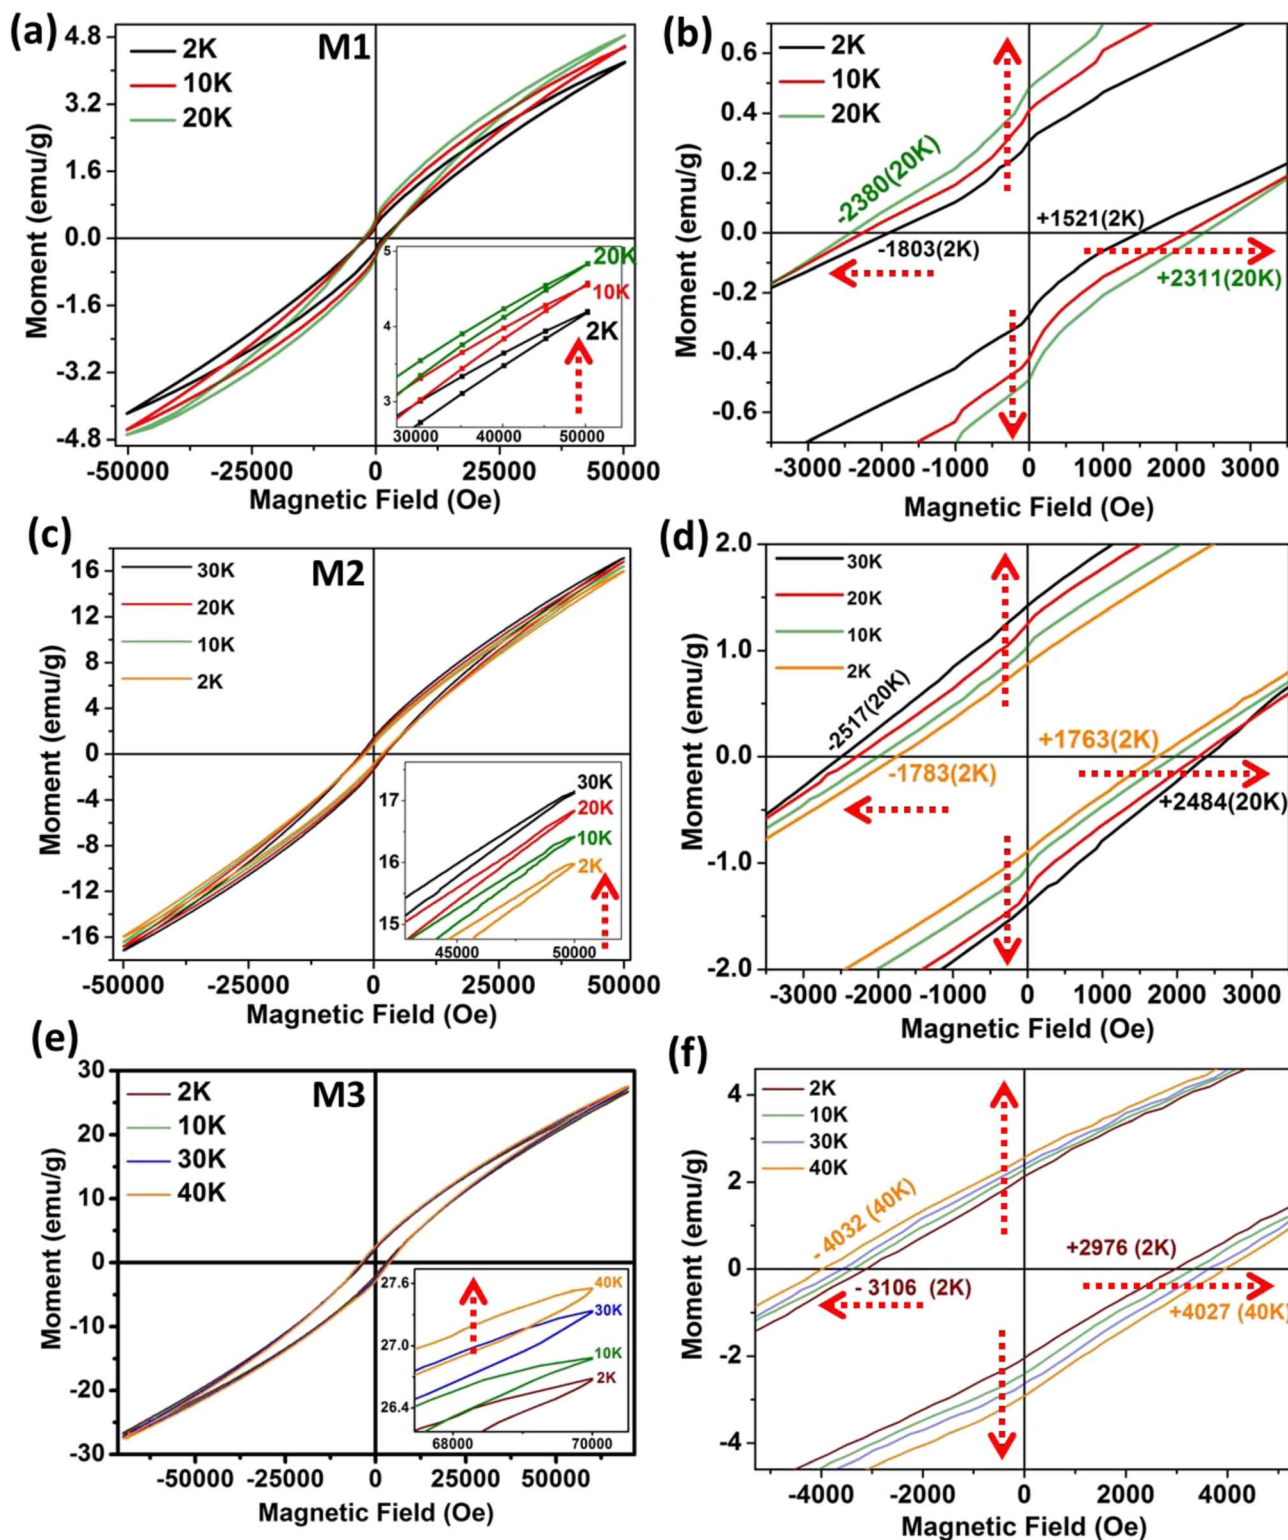 (a)
M1
2K
10K
20K
4.8
3.2
1.6
0.0
-1.6
-3.2
-4.8
Moment (emu/g)
5
4
3
20K
10K
2K
30000 40000 50000
-50000 -25000 0 25000 50000
Magnetic Field (Oe)
(b)
2K
10K
20K
0.6
0.4
0.2
0.0
-0.2
-0.4
-0.6
Moment (emu/g)
-2380(20K)
-1803(2K)
+1521(2K)
+2311(20K)
-3000 -2000 -1000 0 1000 2000 3000
Magnetic Field (Oe)
(c)
M2
30K
20K
10K
2K
16
12
8
4
0
-4
-8
-12
-16
Moment (emu/g)
17
16
15
30K
20K
10K
2K
45000 50000
-50000 -25000 0 25000 50000
Magnetic Field (Oe)
(d)
30K
20K
10K
2K
2.0
1.0
0.0
-1.0
-2.0
Moment (emu/g)
-2517(20K)
-1783(2K)
+1763(2K)
+2484(20K)
-3000 -2000 -1000 0 1000 2000 3000
Magnetic Field (Oe)
(e)
M3
2K
10K
30K
40K
30
20
10
0
-10
-20
-30
Moment (emu/g)
27.6
27.0
26.4
40K
30K
10K
2K
68000 70000
-50000 -25000 0 25000 50000
Magnetic Field (Oe)
(f)
2K
10K
30K
40K
4
2
0
-2
-4
Moment (emu/g)
- 4032 (40K)
- 3106 (2K)
+2976 (2K)
+4027 (40K)
-4000 -2000 0 2000 4000
Magnetic Field (Oe)